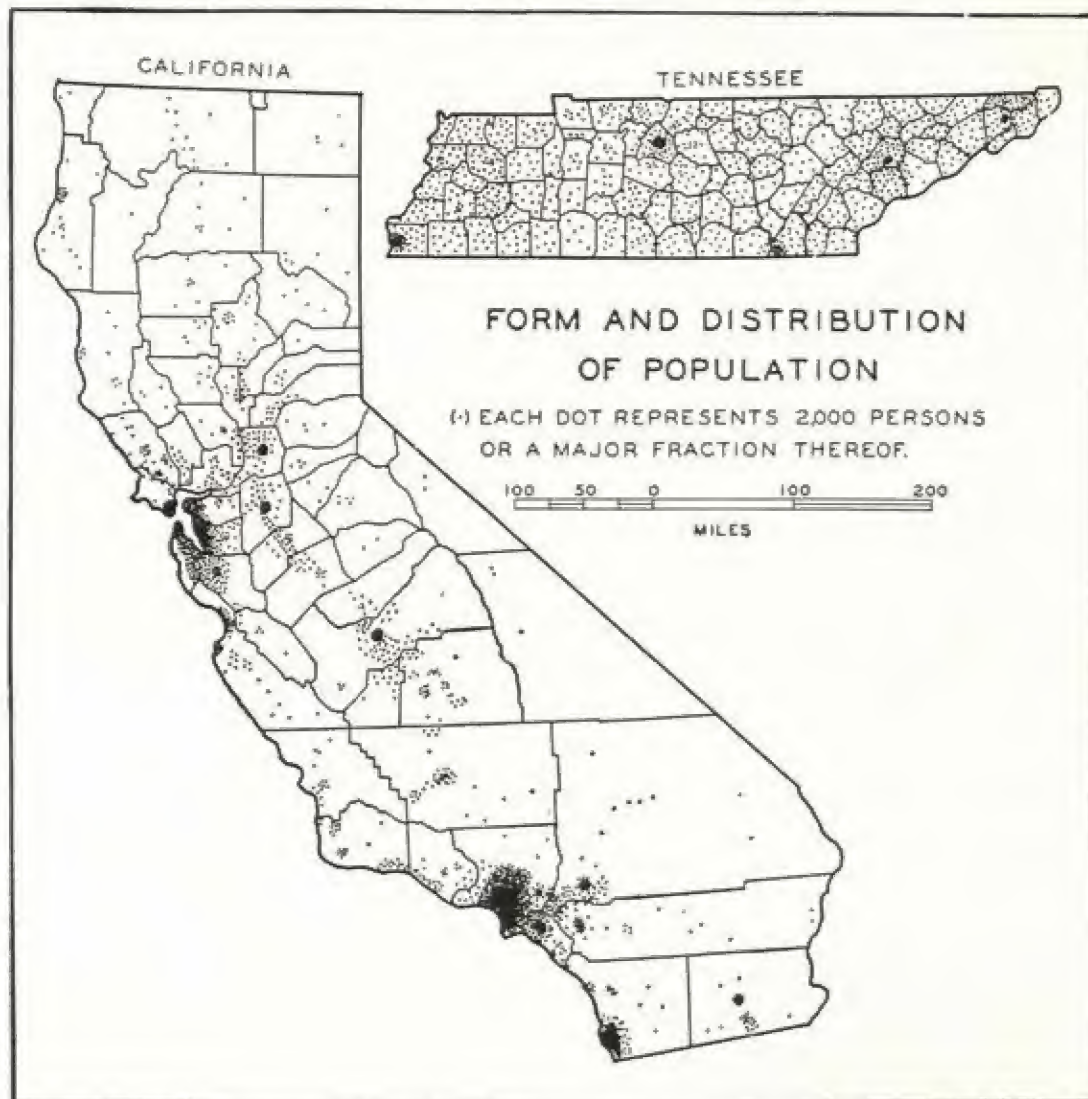 CALIFORNIA
TENNESSEE
FORM AND DISTRIBUTION
OF POPULATION
(·) EACH DOT REPRESENTS 2,000 PERSONS
OR A MAJOR FRACTION THEREOF.
100 50 0 100 200
MILES